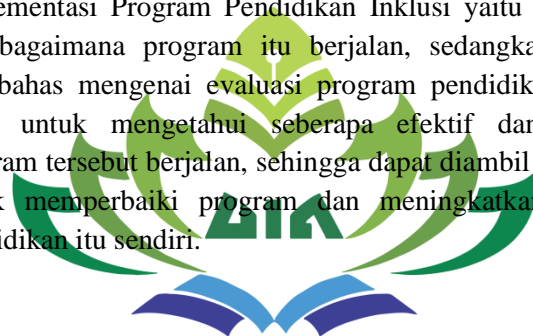 ementasi Program Pendidikan Inklusi yaitu
bagaimana program itu berjalan, sedangka
bahas mengenai evaluasi program pendidik
untuk mengetahui seberapa efektif dan
ram tersebut berjalan, sehingga dapat diambil
k memperbaiki program dan meningkatkan
idikan itu sendiri.